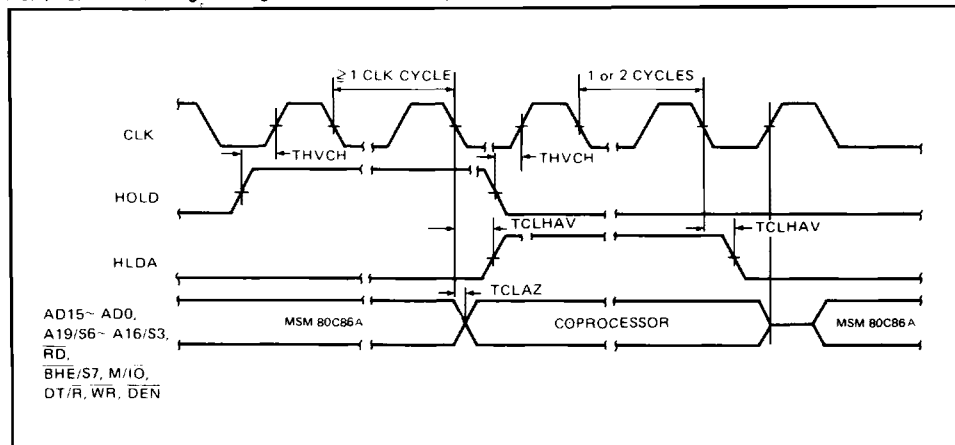 ≧1 CLK CYCLE
1 or 2 CYCLES
CLK
THVCH
THVCH
HOLD
TCLHAV
TCLHAV
HLDA
TCLAZ
AD15~ AD0,
A19/S6~ A16/S3,
RD,
BHE/S7, M/IO,
DT/R, WR, DEN
MSM 80C86A
COPROCESSOR
MSM 80C86A